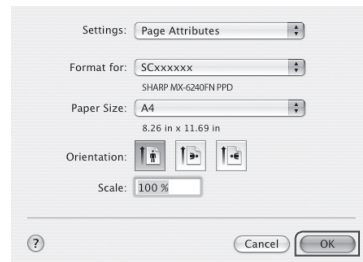 Settings: Page Attributes
Format for: SCxxxxxx
SHARP MX-6240FN PPD
Paper Size: A4
8.26 in x 11.69 in
Orientation:
Scale: 100 %
? Cancel OK